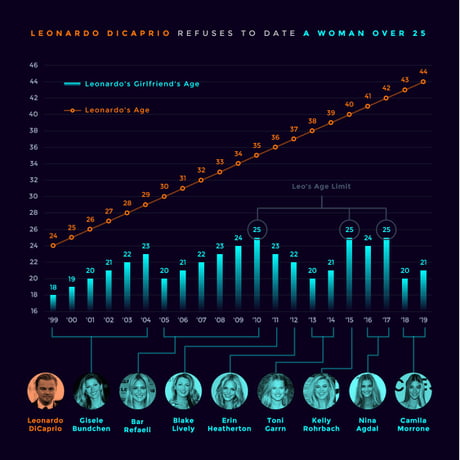 LEONARDO DICAPRIO REFUSES TO DATE A WOMAN OVER 25
46
44
42
40
38
36
34
32
30
28
26
24
22
20
18
16
Leonardo's Girlfriend's Age
Leonardo's Age
24 25 26 27 28 29 30 31 32 33 34 35 36 37 38 39 40 41 42 43 44
Leo's Age Limit
18 19 20 21 22 23 20 21 22 23 24 25 23 22 20 21 25 24 25 20 21
'99 '00 '01 '02 '03 '04 '05 '06 '07 '08 '09 '10 '11 '12 '13 '14 '15 '16 '17 '18 '19
Leonardo DiCaprio
Gisele Bundchen
Bar Refaeli
Blake Lively
Erin Heatherton
Toni Garrn
Kelly Rohrbach
Nina Agdal
Camila Morrone